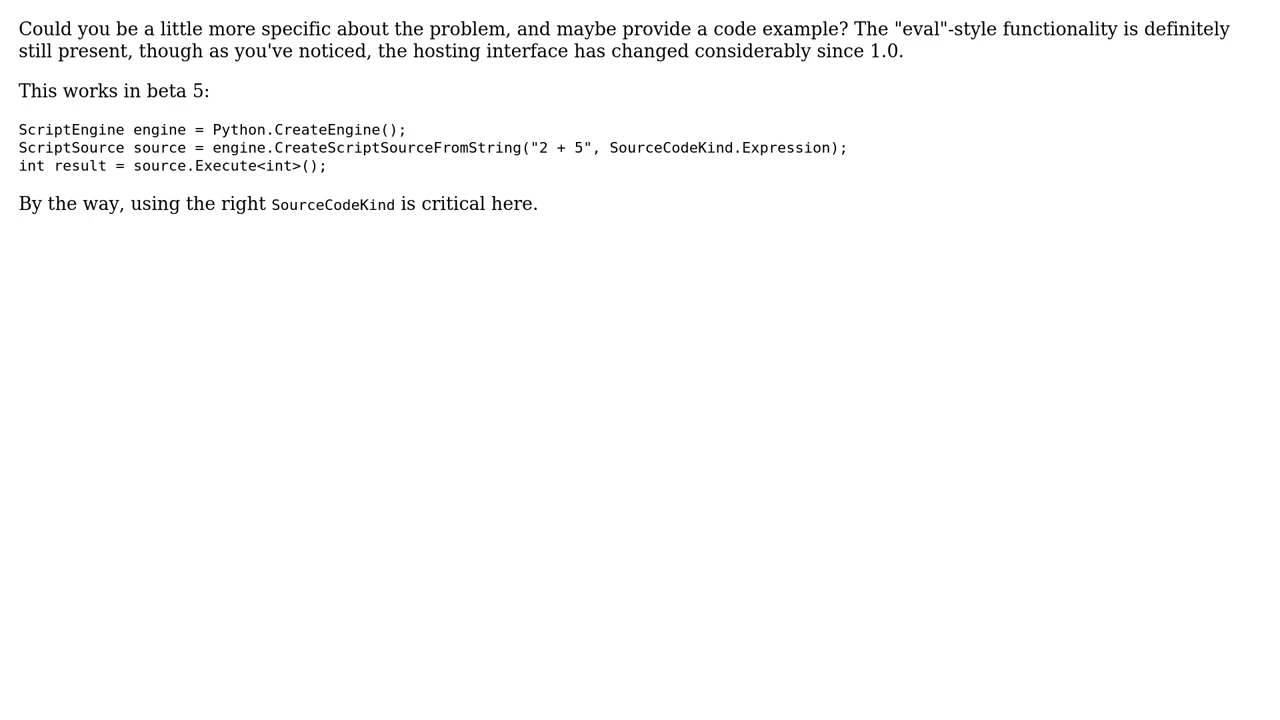 Could you be a little more specific about the problem, and maybe provide a code example? The "eval"-style functionality is definitely
still present, though as you've noticed, the hosting interface has changed considerably since 1.0.
This works in beta 5:
ScriptEngine engine = Python.CreateEngine();
ScriptSource source = engine.CreateScriptSourceFromString("2 + 5", SourceCodeKind.Expression);
int result = source.Execute<int>();
By the way, using the right SourceCodeKind is critical here.